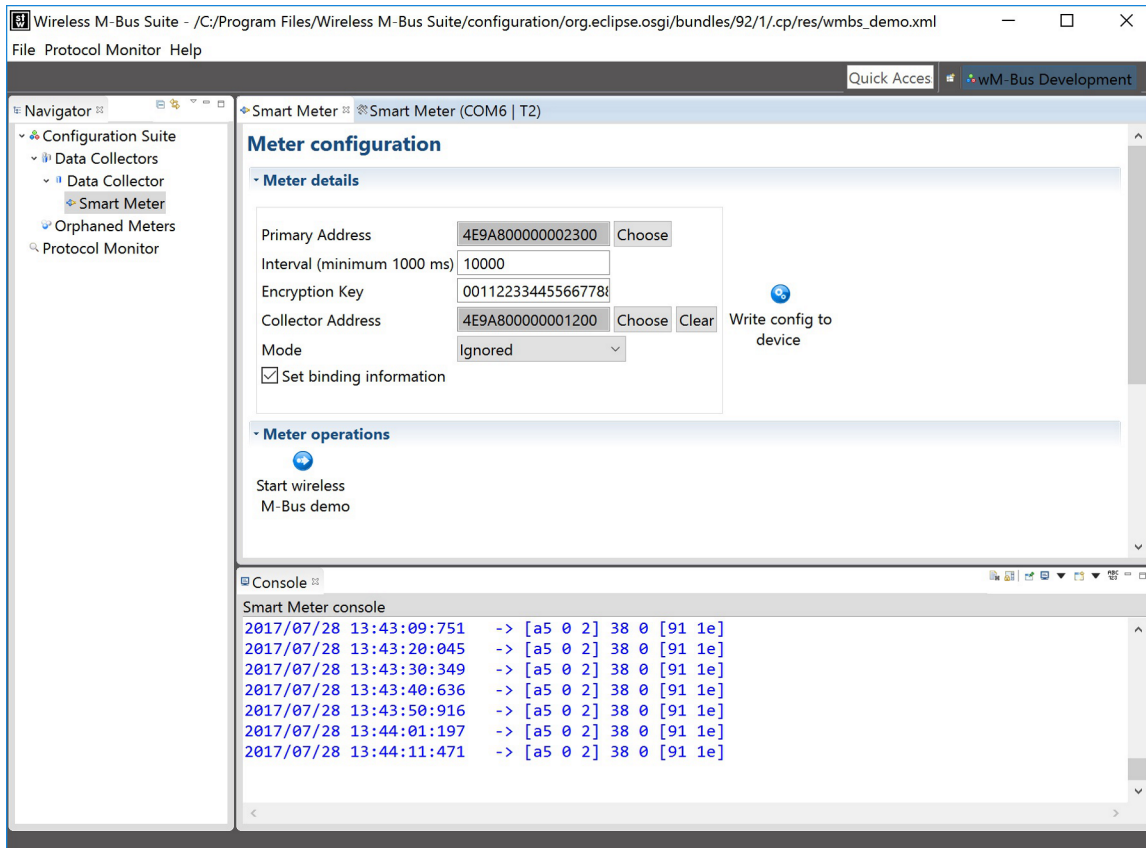 Wireless M-Bus Suite - /C:/Program Files/Wireless M-Bus Suite/configuration/org.eclipse.osgi/bundles/92/1/.cp/res/wmbs_demo.xml
File Protocol Monitor Help
Quick Acces
wM-Bus Development
Navigator
Configuration Suite
Data Collectors
Data Collector
Smart Meter
Orphaned Meters
Protocol Monitor
Smart Meter
Smart Meter (COM6 | T2)
Meter configuration
Meter details
Primary Address 4E9A800000002300 Choose
Interval (minimum 1000 ms) 10000
Encryption Key 00112233445566778
Collector Address 4E9A800000001200 Choose Clear
Mode Ignored
Set binding information
Write config to
device
Meter operations
Start wireless
M-Bus demo
Console
Smart Meter console
2017/07/28 13:43:09:751 -> [a5 0 2] 38 0 [91 1e]
2017/07/28 13:43:20:045 -> [a5 0 2] 38 0 [91 1e]
2017/07/28 13:43:30:349 -> [a5 0 2] 38 0 [91 1e]
2017/07/28 13:43:40:636 -> [a5 0 2] 38 0 [91 1e]
2017/07/28 13:43:50:916 -> [a5 0 2] 38 0 [91 1e]
2017/07/28 13:44:01:197 -> [a5 0 2] 38 0 [91 1e]
2017/07/28 13:44:11:471 -> [a5 0 2] 38 0 [91 1e]